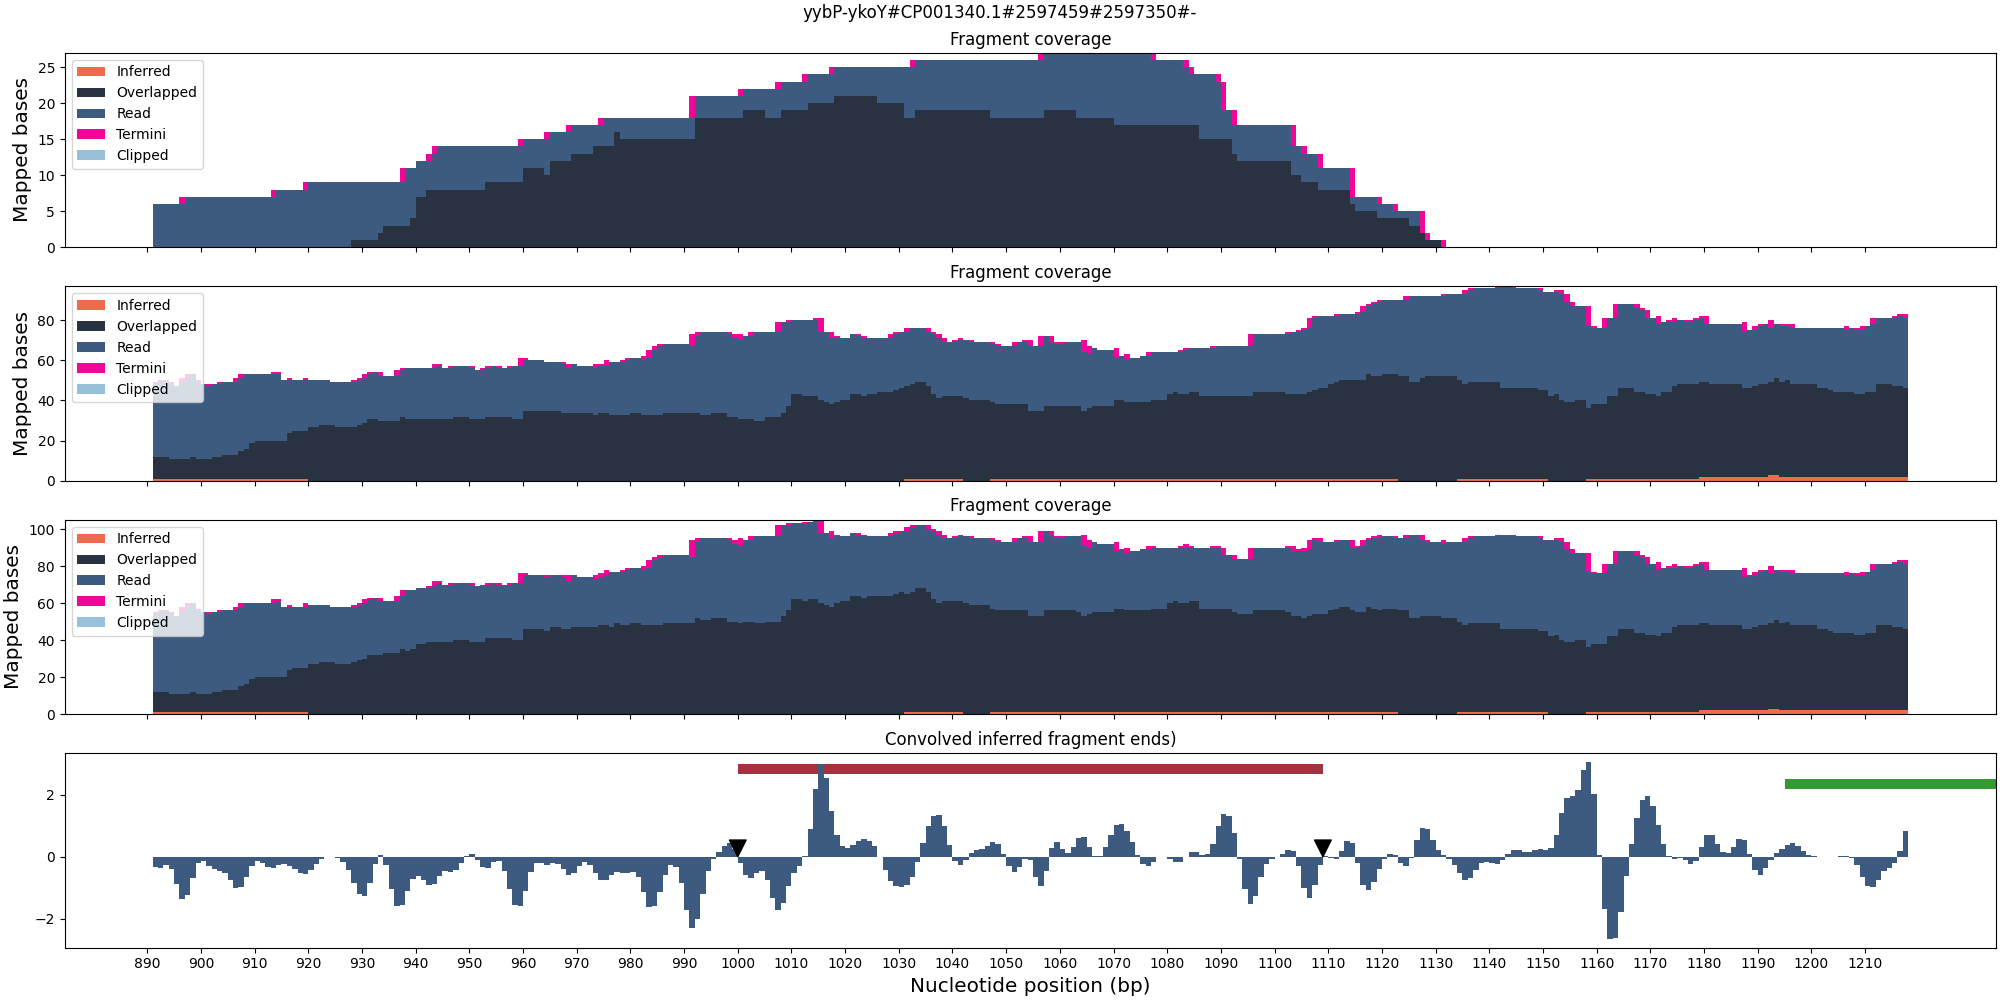 yybP-ykoY#CP001340.1#2597459#2597350#-
Fragment coverage
Mapped bases
25
20
15
10
5
0
Inferred
Overlapped
Read
Termini
Clipped
Fragment coverage
Mapped bases
80
60
40
20
0
Inferred
Overlapped
Read
Termini
Clipped
Fragment coverage
Mapped bases
100
80
60
40
20
0
Inferred
Overlapped
Read
Termini
Clipped
Convolved inferred fragment ends)
2
0
−2
890 900 910 920 930 940 950 960 970 980 990 1000 1010 1020 1030 1040 1050 1060 1070 1080 1090 1100 1110 1120 1130 1140 1150 1160 1170 1180 1190 1200 1210
Nucleotide position (bp)